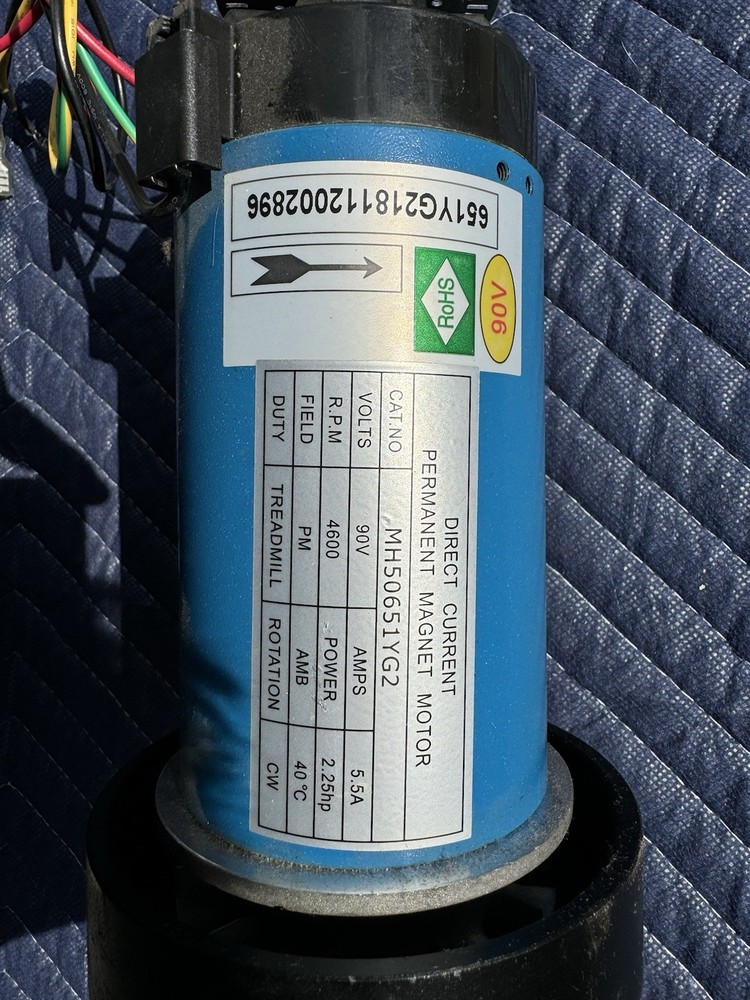 651YG218112002896
RoHS
90V
DIRECT CURRENT
PERMANENT MAGNET MOTOR
CAT.NO MH50651YG2
VOLTS 90V AMPS 5.5A
R.P.M 4600 POWER 2.25hp
FIELD PM AMB 40℃
DUTY TREADMILL ROTATION CW